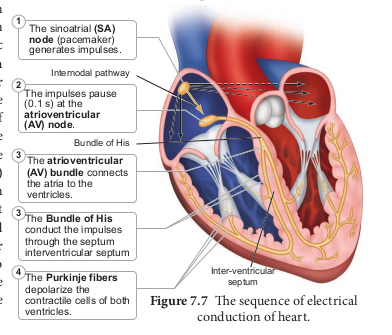 1
The sinoatrial (SA)
node (pacemaker)
generates impulses.
Internodal pathway
2
The impulses pause
(0.1 s) at the
atrioventricular
(AV) node.
Bundle of His
3
The atrioventricular
(AV) bundle connects
the atria to the
ventricles.
3
The Bundle of His
conduct the impulses
through the septum
interventricular septum
4
The Purkinje fibers
depolarize the
contractile cells of both
ventricles.
Inter-ventricular
septum
Figure 7.7 The sequence of electrical
conduction of heart.